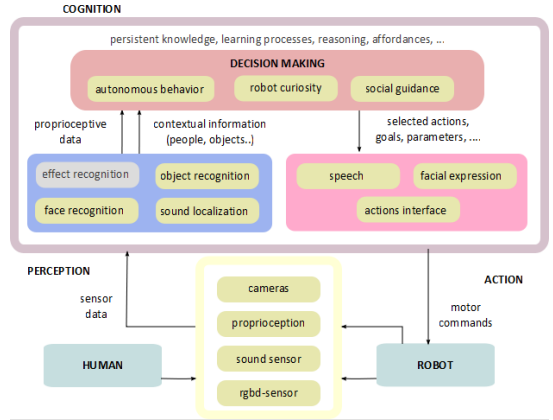 COGNITION
persistent knowledge, learning processes, reasoning, affordances, ...
DECISION MAKING
autonomous behavior
robot curiosity
social guidance
proprioceptive
data
contextual information
(people, objects..)
selected actions,
goals, parameters, ....
effect recognition
object recognition
face recognition
sound localization
speech
facial expression
actions interface
PERCEPTION
ACTION
sensor
data
cameras
proprioception
sound sensor
rgbd-sensor
motor
commands
HUMAN
ROBOT